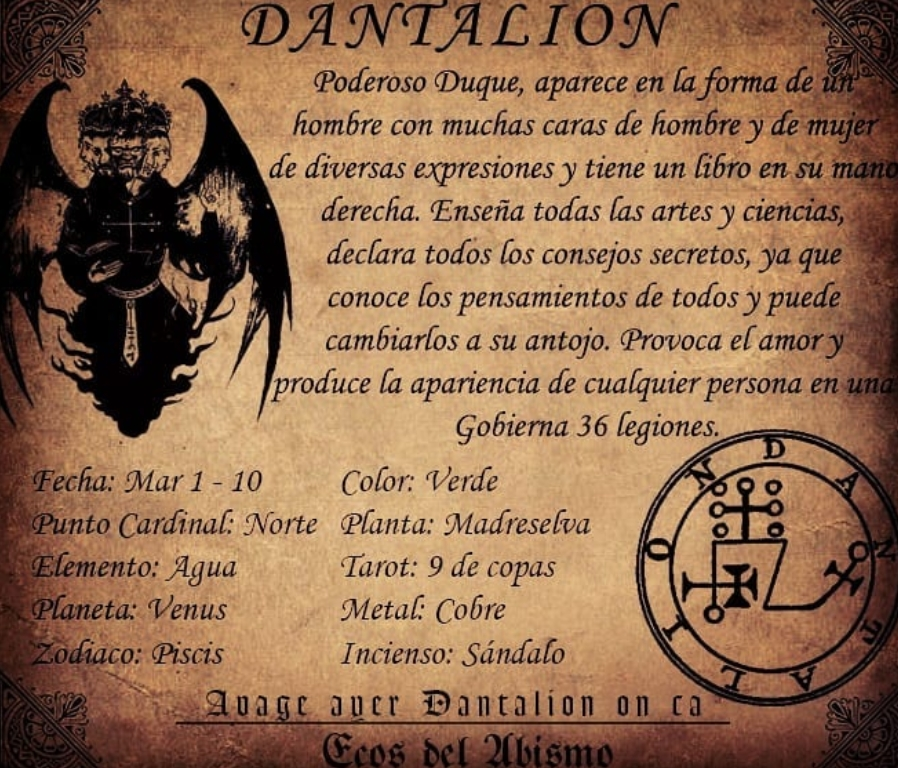 DANTALION
Poderoso Duque, aparece en la forma de un
hombre con muchas caras de hombre y de mujer
de diversas expresiones y tiene un libro en su mano
derecha. Enseña todas las artes y ciencias,
declara todos los consejos secretos, ya que
conoce los pensamientos de todos y puede
cambiarlos a su antojo. Provoca el amor y
produce la apariencia de cualquier persona en una
Gobierna 36 legiones.
Fecha: Mar 1 - 10
Color: Verde
Punto Cardinal: Norte
Planta: Madreselva
Elemento: Agua
Tarot: 9 de copas
Planeta: Venus
Metal: Cobre
Zodiaco: Piscis
Incienso: Sándalo
DANTALION
Avage ayer Dantalion on ca
Ecos del Abismo